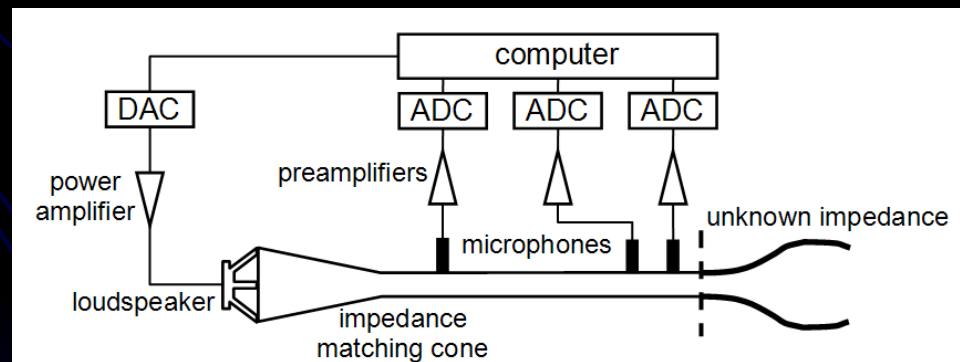 computer
DAC
ADC
ADC
ADC
power
amplifier
preamplifiers
microphones
unknown impedance
loudspeaker
impedance
matching cone